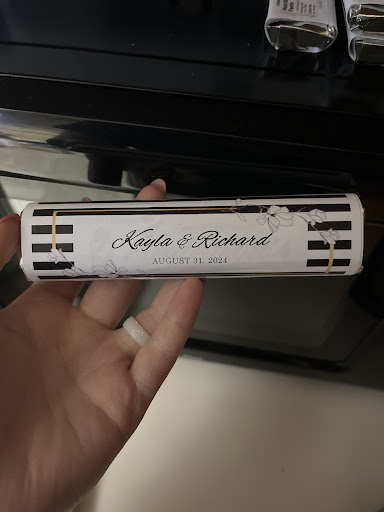 Kayla & Richard
AUGUST 31, 2024